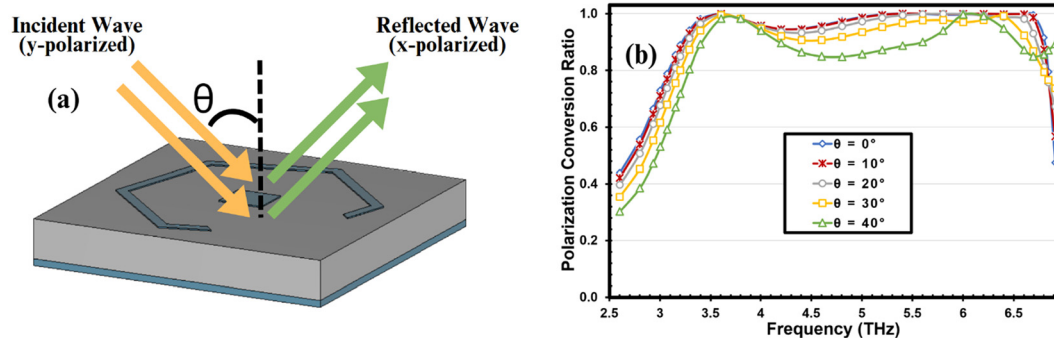 Incident Wave
(y-polarized)
Reflected Wave
(x-polarized)
(a)
θ
(b)
Polarization Conversion Ratio
1.0
0.8
0.6
0.4
0.2
0.0
θ = 0°
θ = 10°
θ = 20°
θ = 30°
θ = 40°
2.5
3
3.5
4
4.5
5
5.5
6
6.5
Frequency (THz)